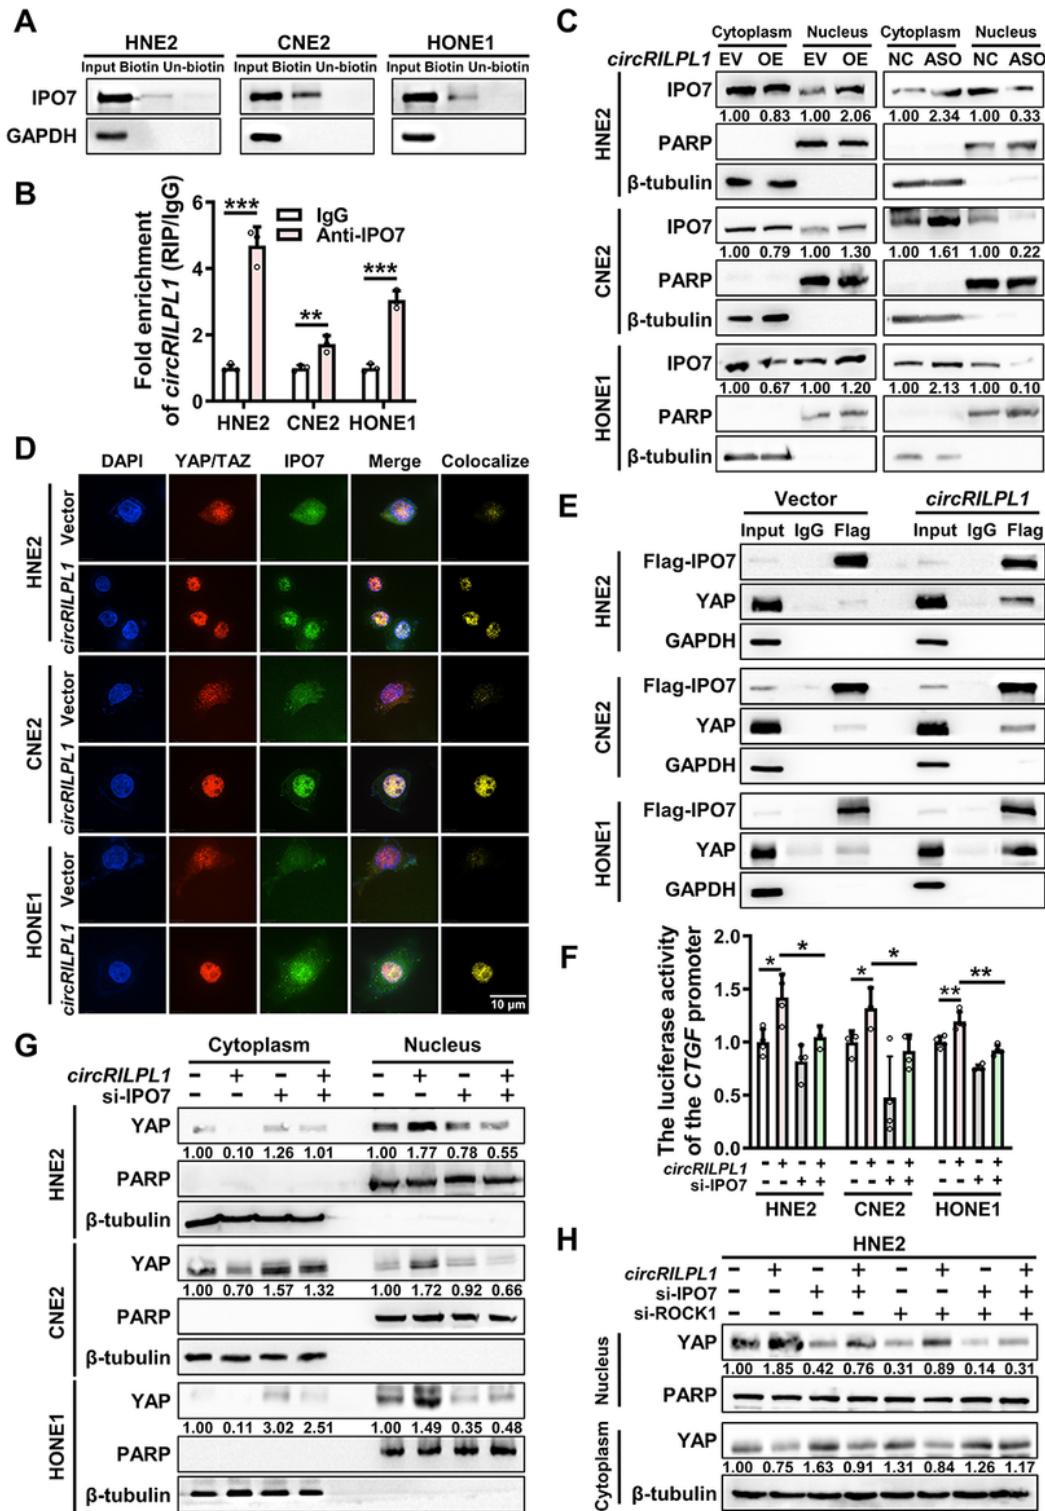 A
HNE2 CNE2 HONE1
Input Biotin Un-biotin Input Biotin Un-biotin Input Biotin Un-biotin
IPO7
GAPDH
B
Fold enrichment
of circRILPL1 (RIP/IgG)
6
4
2
0
*** ** ***
IgG
Anti-IPO7
HNE2 CNE2 HONE1
C
Cytoplasm Nucleus Cytoplasm Nucleus
circRILPL1 EV OE EV OE NC ASO NC ASO
HNE2
IPO7
1.00 0.83 1.00 2.06 1.00 2.34 1.00 0.33
PARP
β-tubulin
CNE2
IPO7
1.00 0.79 1.00 1.30 1.00 1.61 1.00 0.22
PARP
β-tubulin
HONE1
IPO7
1.00 0.67 1.00 1.20 1.00 2.13 1.00 0.10
PARP
β-tubulin
D
DAPI YAP/TAZ IPO7 Merge Colocalize
HNE2
Vector
circRILPL1
CNE2
Vector
circRILPL1
HONE1
Vector
circRILPL1
10 μm
E
Vector circRILPL1
Input IgG Flag Input IgG Flag
HNE2
Flag-IPO7
YAP
GAPDH
CNE2
Flag-IPO7
YAP
GAPDH
HONE1
Flag-IPO7
YAP
GAPDH
F
The luciferase activity
of the CTGF promoter
2.0
1.5
1.0
0.5
0.0
* * * * ** **
circRILPL1 - + - + - + - + - + - +
si-IPO7 - - + + - - + + - - + +
HNE2 CNE2 HONE1
G
Cytoplasm Nucleus
circRILPL1 - + - + - + - +
si-IPO7 - - + + - - + +
HNE2
YAP
1.00 0.10 1.26 1.01 1.00 1.77 0.78 0.55
PARP
β-tubulin
CNE2
YAP
1.00 0.70 1.57 1.32 1.00 1.72 0.92 0.66
PARP
β-tubulin
HONE1
YAP
1.00 0.11 3.02 2.51 1.00 1.49 0.35 0.48
PARP
β-tubulin
H
HNE2
circRILPL1 - + - + - + - +
si-IPO7 - - + + - - + +
si-ROCK1 - - - - + + + +
Nucleus
YAP
1.00 1.85 0.42 0.76 0.31 0.89 0.14 0.31
PARP
Cytoplasm
YAP
1.00 0.75 1.63 0.91 1.31 0.84 1.26 1.17
β-tubulin